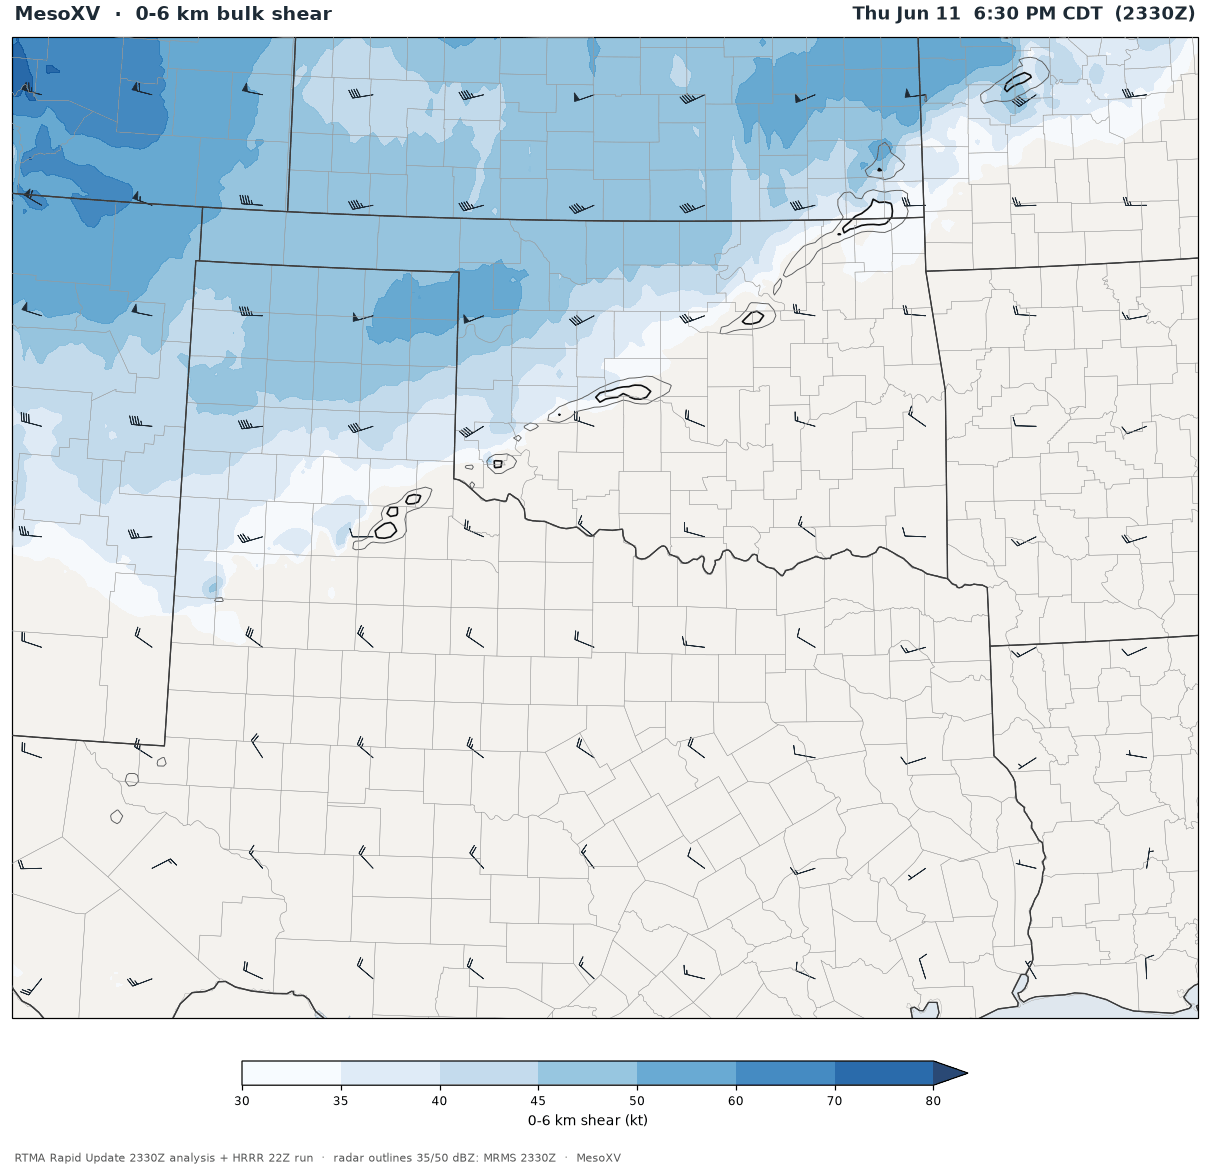 MesoXV · 0-6 km bulk shear
Thu Jun 11 6:30 PM CDT (2330Z)
30 35 40 45 50 60 70 80
0-6 km shear (kt)
RTMA Rapid Update 2330Z analysis + HRRR 22Z run · radar outlines 35/50 dBZ: MRMS 2330Z · MesoXV